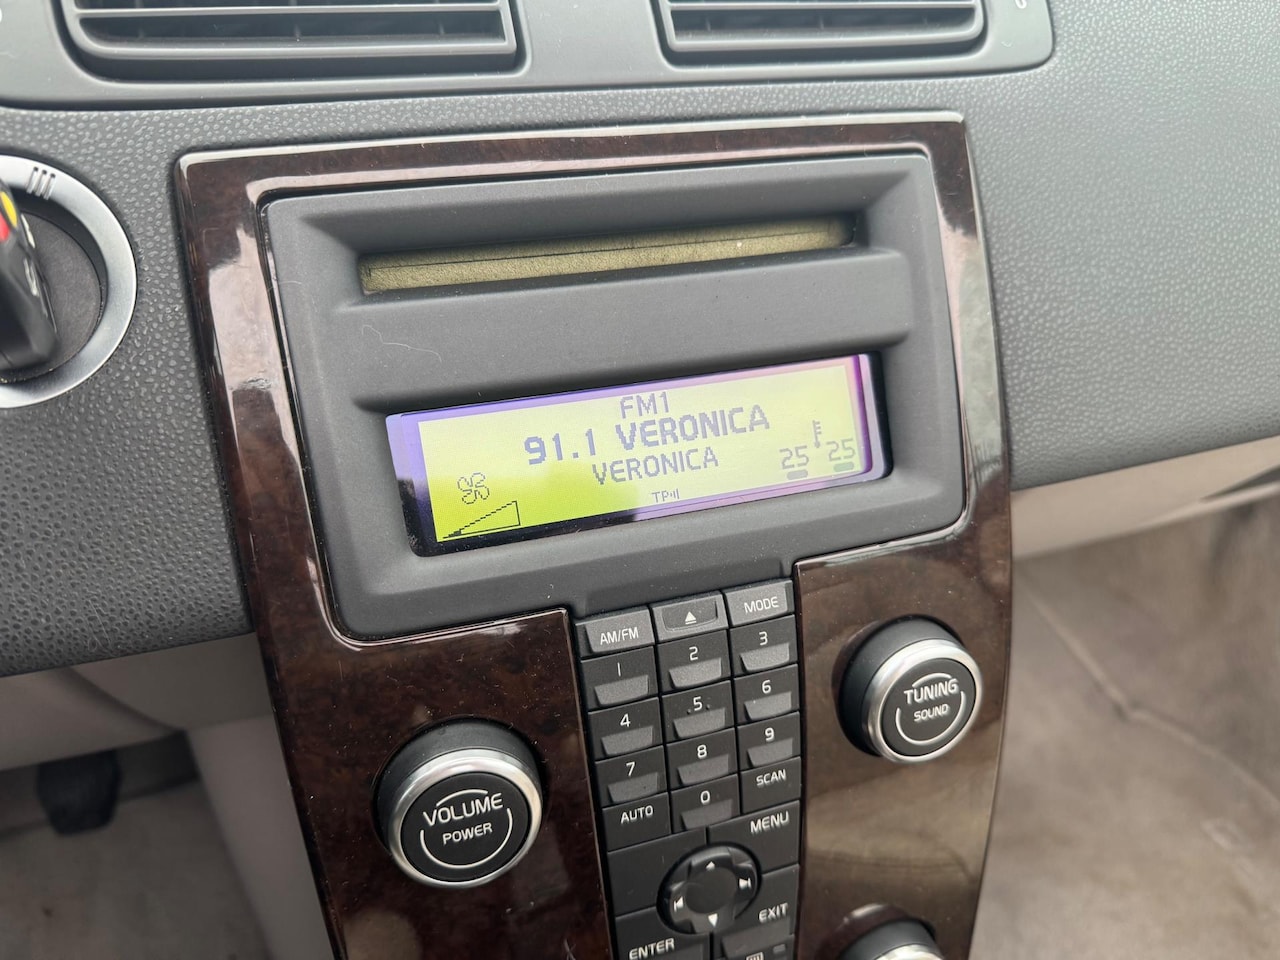 FM1
91.1 VERONICA
VERONICA
25 25
TP
AM/FM
MODE
1 2 3
4 5 6
7 8 9
AUTO 0 SCAN
MENU
EXIT
ENTER
VOLUME
POWER
TUNING
SOUND